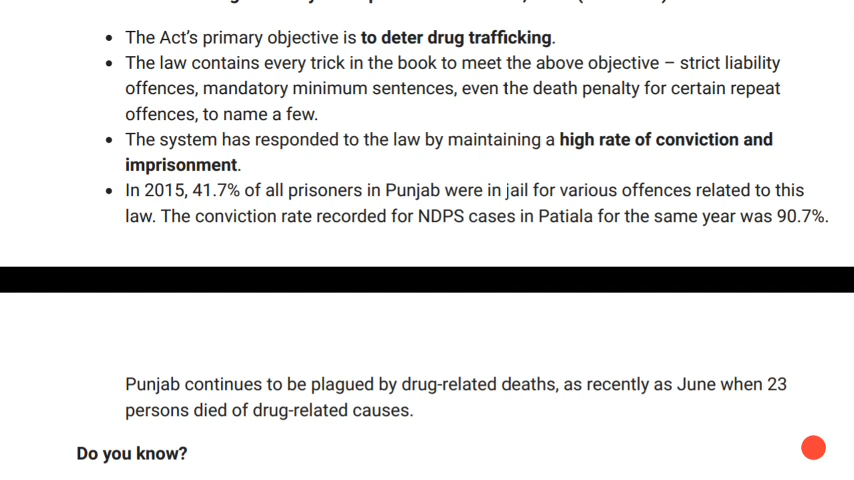 The Act’s primary objective is to deter drug trafficking.
The law contains every trick in the book to meet the above objective – strict liability
offences, mandatory minimum sentences, even the death penalty for certain repeat
offences, to name a few.
The system has responded to the law by maintaining a high rate of conviction and
imprisonment.
In 2015, 41.7% of all prisoners in Punjab were in jail for various offences related to this
law. The conviction rate recorded for NDPS cases in Patiala for the same year was 90.7%.
Punjab continues to be plagued by drug-related deaths, as recently as June when 23
persons died of drug-related causes.
Do you know?